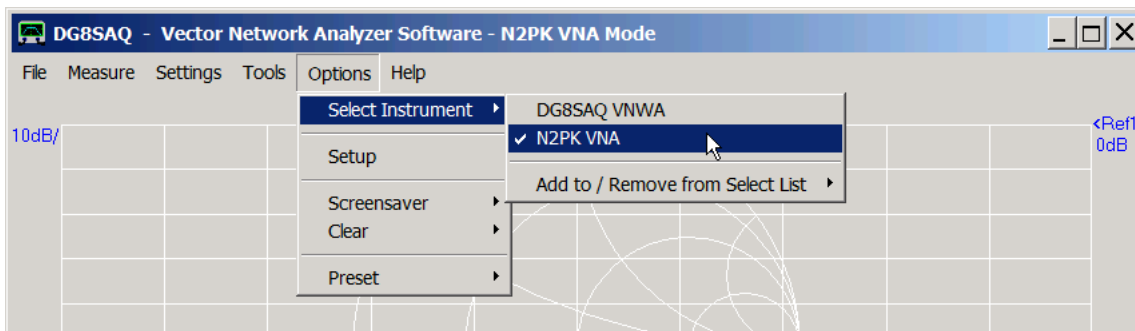 DG8SAQ - Vector Network Analyzer Software - N2PK VNA Mode
File Measure Settings Tools Options Help
Select Instrument
DG8SAQ VNWA
10dB/
<Ref1
N2PK VNA
0dB
Setup
Add to / Remove from Select List
Screensaver
Clear
Preset